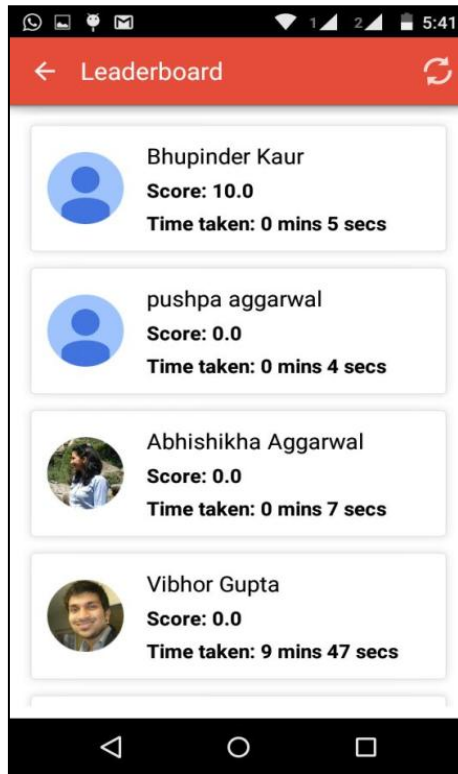 1 2 5:41
Leaderboard
Bhupinder Kaur
Score: 10.0
Time taken: 0 mins 5 secs
pushpa aggarwal
Score: 0.0
Time taken: 0 mins 4 secs
Abhishikha Aggarwal
Score: 0.0
Time taken: 0 mins 7 secs
Vibhor Gupta
Score: 0.0
Time taken: 9 mins 47 secs